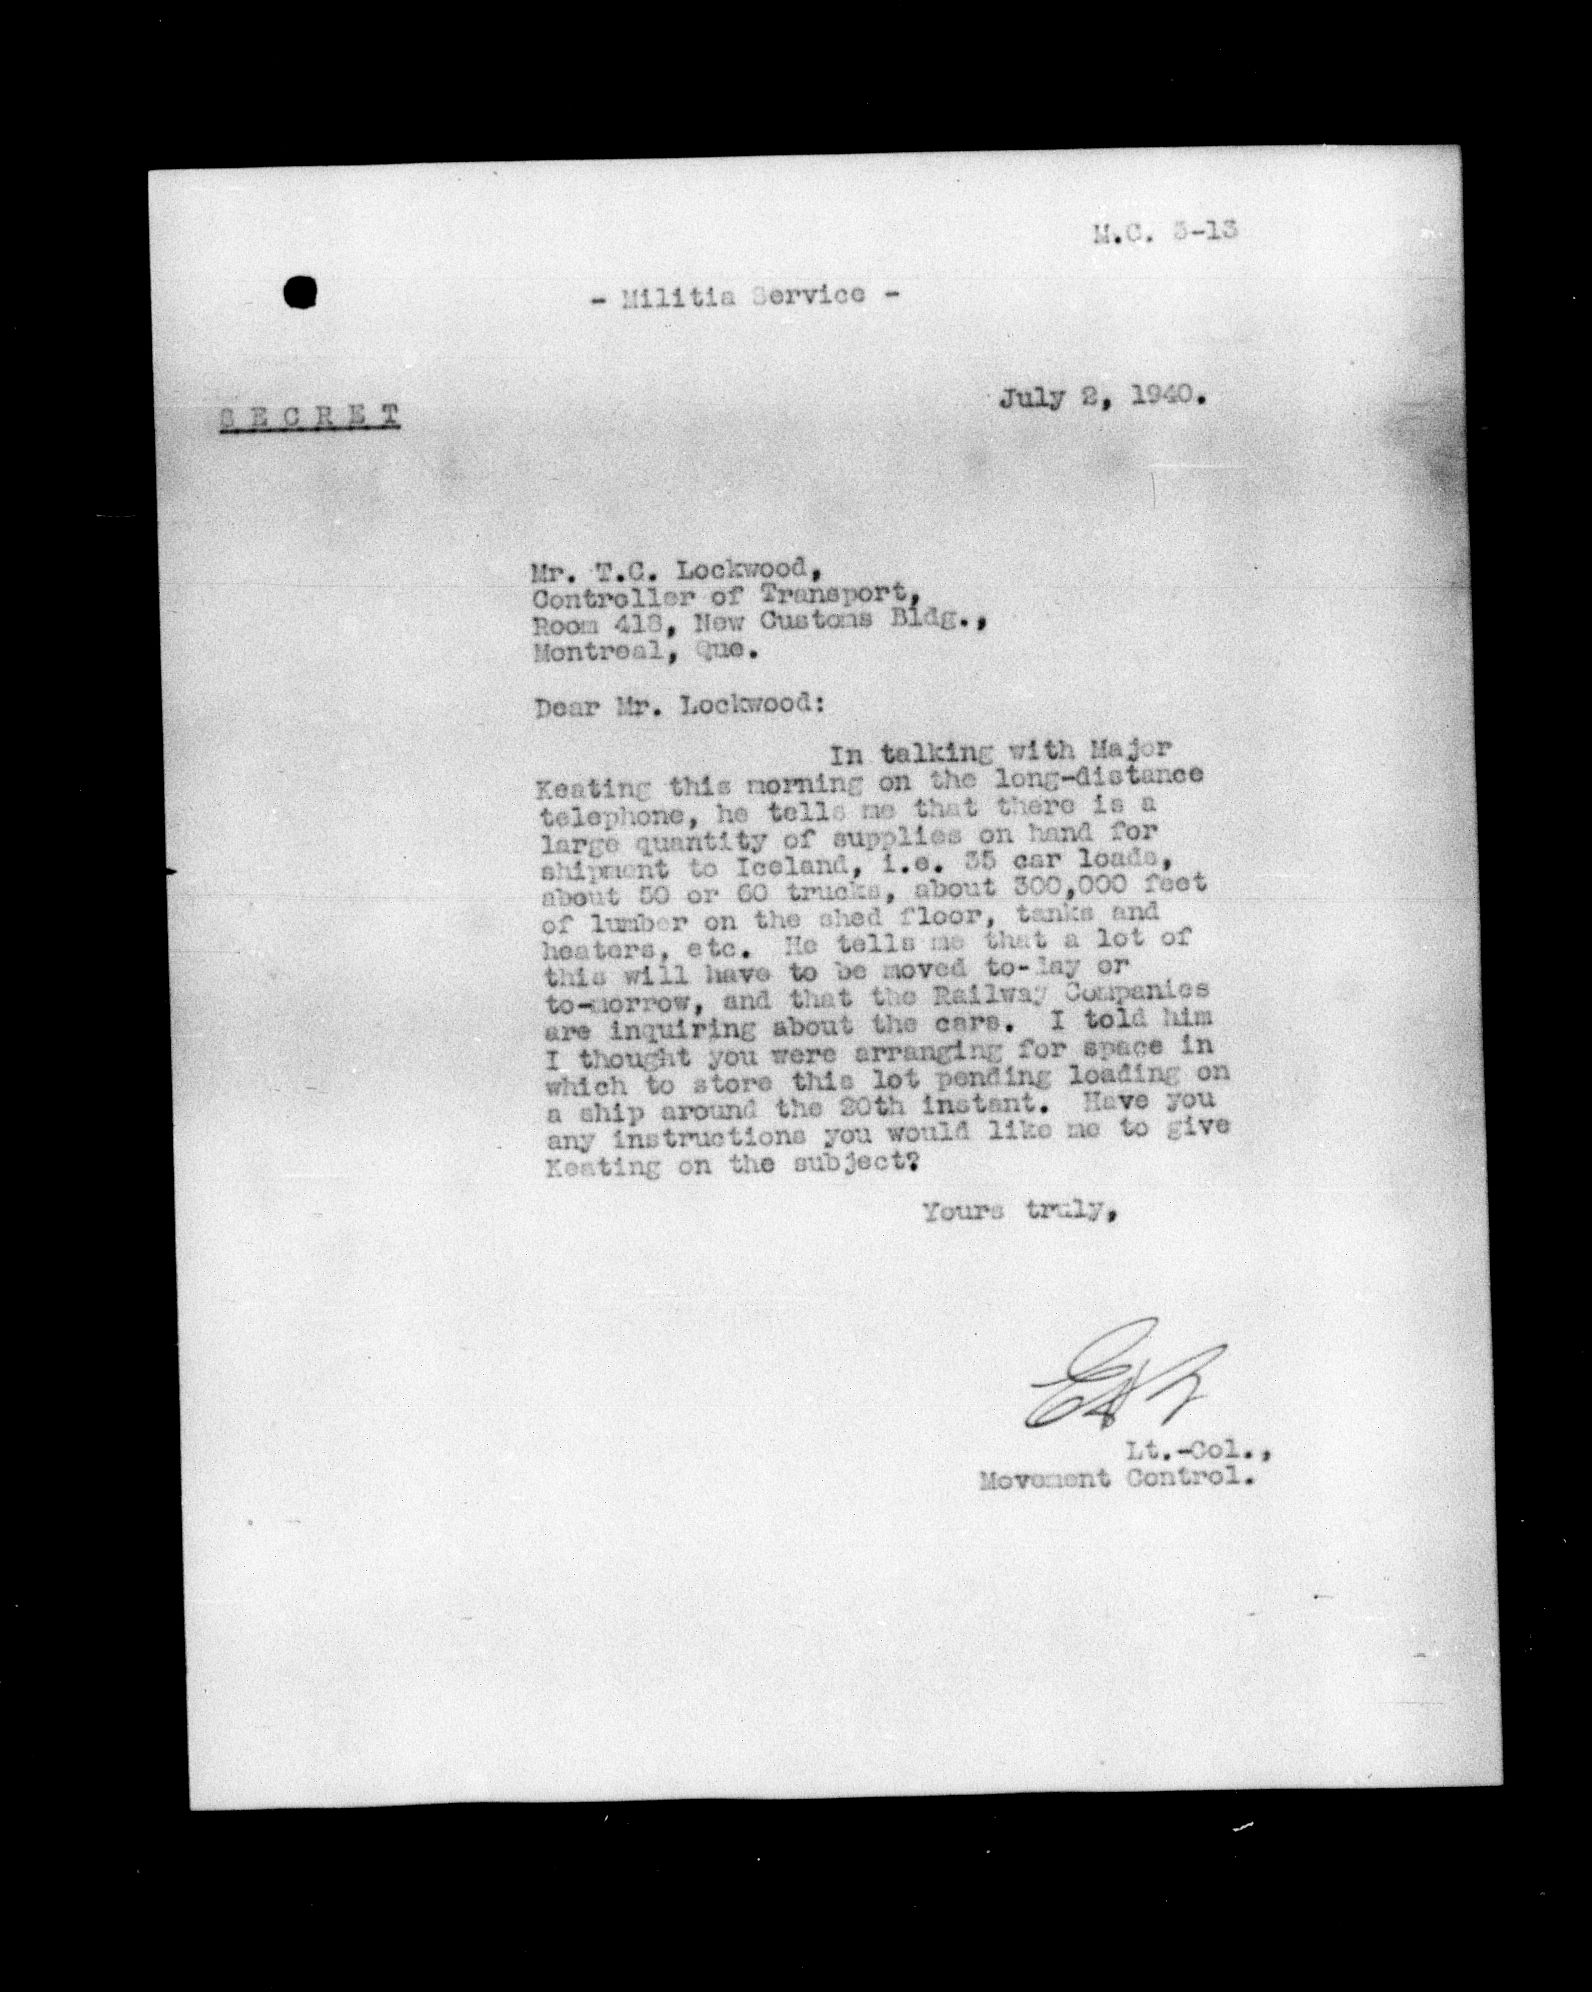 M.C. 3-13
- Militia Service -
July 2, 1940.
S E C R E T
Mr. T.C. Lockwood,
Controller of Transport,
Room 418, New Customs Bldg.,
Montreal, Que.
Dear Mr. Lockwood:
In talking with Major
Keating this morning on the long-distance
telephone, he tells me that there is a
large quantity of supplies on hand for
shipment to Iceland, i.e. 35 car loads,
about 50 or 60 trucks, about 300,000 feet
of lumber on the shed floor, tanks and
heaters, etc. He tells me that a lot of
this will have to be moved to-day or
to-morrow, and that the Railway Companies
are inquiring about the cars. I told him
I thought you were arranging for space in
which to store this lot pending loading on
a ship around the 20th instant. Have you
any instructions you would like me to give
Keating on the subject?
Yours truly,
Lt.-Col.,
Movement Control.